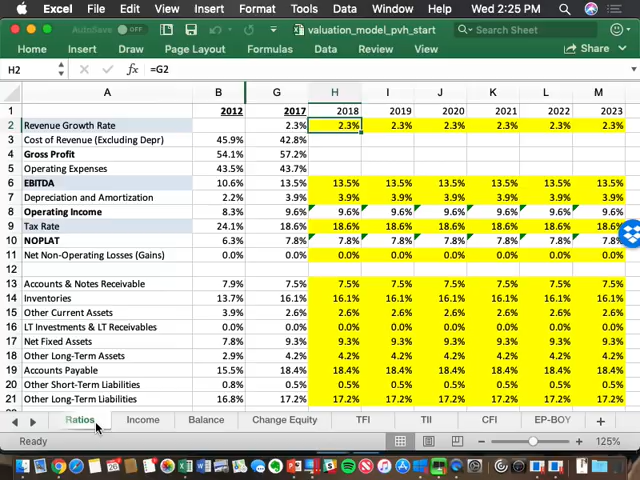 Excel File Edit View Insert Format Tools Data Window Help Wed 2:25 PM
AutoSave OFF valuation_model_pvh_start Search Sheet
Home Insert Page Layout Formulas Data Review View Share
H2 fx =G2
A B G H I J K L M
1 2012 2017 2018 2019 2020 2021 2022 2023
2 Revenue Growth Rate 2.3% 2.3% 2.3% 2.3% 2.3% 2.3% 2.3%
3 Cost of Revenue (Excluding Depr) 45.9% 42.8%
4 Gross Profit 54.1% 57.2%
5 Operating Expenses 43.5% 43.7%
6 EBITDA 10.6% 13.5% 13.5% 13.5% 13.5% 13.5% 13.5% 13.5%
7 Depreciation and Amortization 2.2% 3.9% 3.9% 3.9% 3.9% 3.9% 3.9% 3.9%
8 Operating Income 8.3% 9.6% 9.6% 9.6% 9.6% 9.6% 9.6% 9.6%
9 Tax Rate 24.1% 18.6% 18.6% 18.6% 18.6% 18.6% 18.6% 18.6%
10 NOPLAT 6.3% 7.8% 7.8% 7.8% 7.8% 7.8% 7.8% 7.8%
11 Net Non-Operating Losses (Gains) 0.0% 0.0% 0.0% 0.0% 0.0% 0.0% 0.0% 0.0%
12
13 Accounts & Notes Receivable 7.9% 7.5% 7.5% 7.5% 7.5% 7.5% 7.5% 7.5%
14 Inventories 13.7% 16.1% 16.1% 16.1% 16.1% 16.1% 16.1% 16.1%
15 Other Current Assets 3.9% 2.6% 2.6% 2.6% 2.6% 2.6% 2.6% 2.6%
16 LT Investments & LT Receivables 0.0% 0.0% 0.0% 0.0% 0.0% 0.0% 0.0% 0.0%
17 Net Fixed Assets 7.8% 9.3% 9.3% 9.3% 9.3% 9.3% 9.3% 9.3%
18 Other Long-Term Assets 2.9% 4.2% 4.2% 4.2% 4.2% 4.2% 4.2% 4.2%
19 Accounts Payable 15.5% 18.4% 18.4% 18.4% 18.4% 18.4% 18.4% 18.4%
20 Other Short-Term Liabilities 0.8% 0.5% 0.5% 0.5% 0.5% 0.5% 0.5% 0.5%
21 Other Long-Term Liabilities 16.8% 17.2% 17.2% 17.2% 17.2% 17.2% 17.2% 17.2%
Ratios Income Balance Change Equity TFI TII CFI EP-BOY
Ready 125%